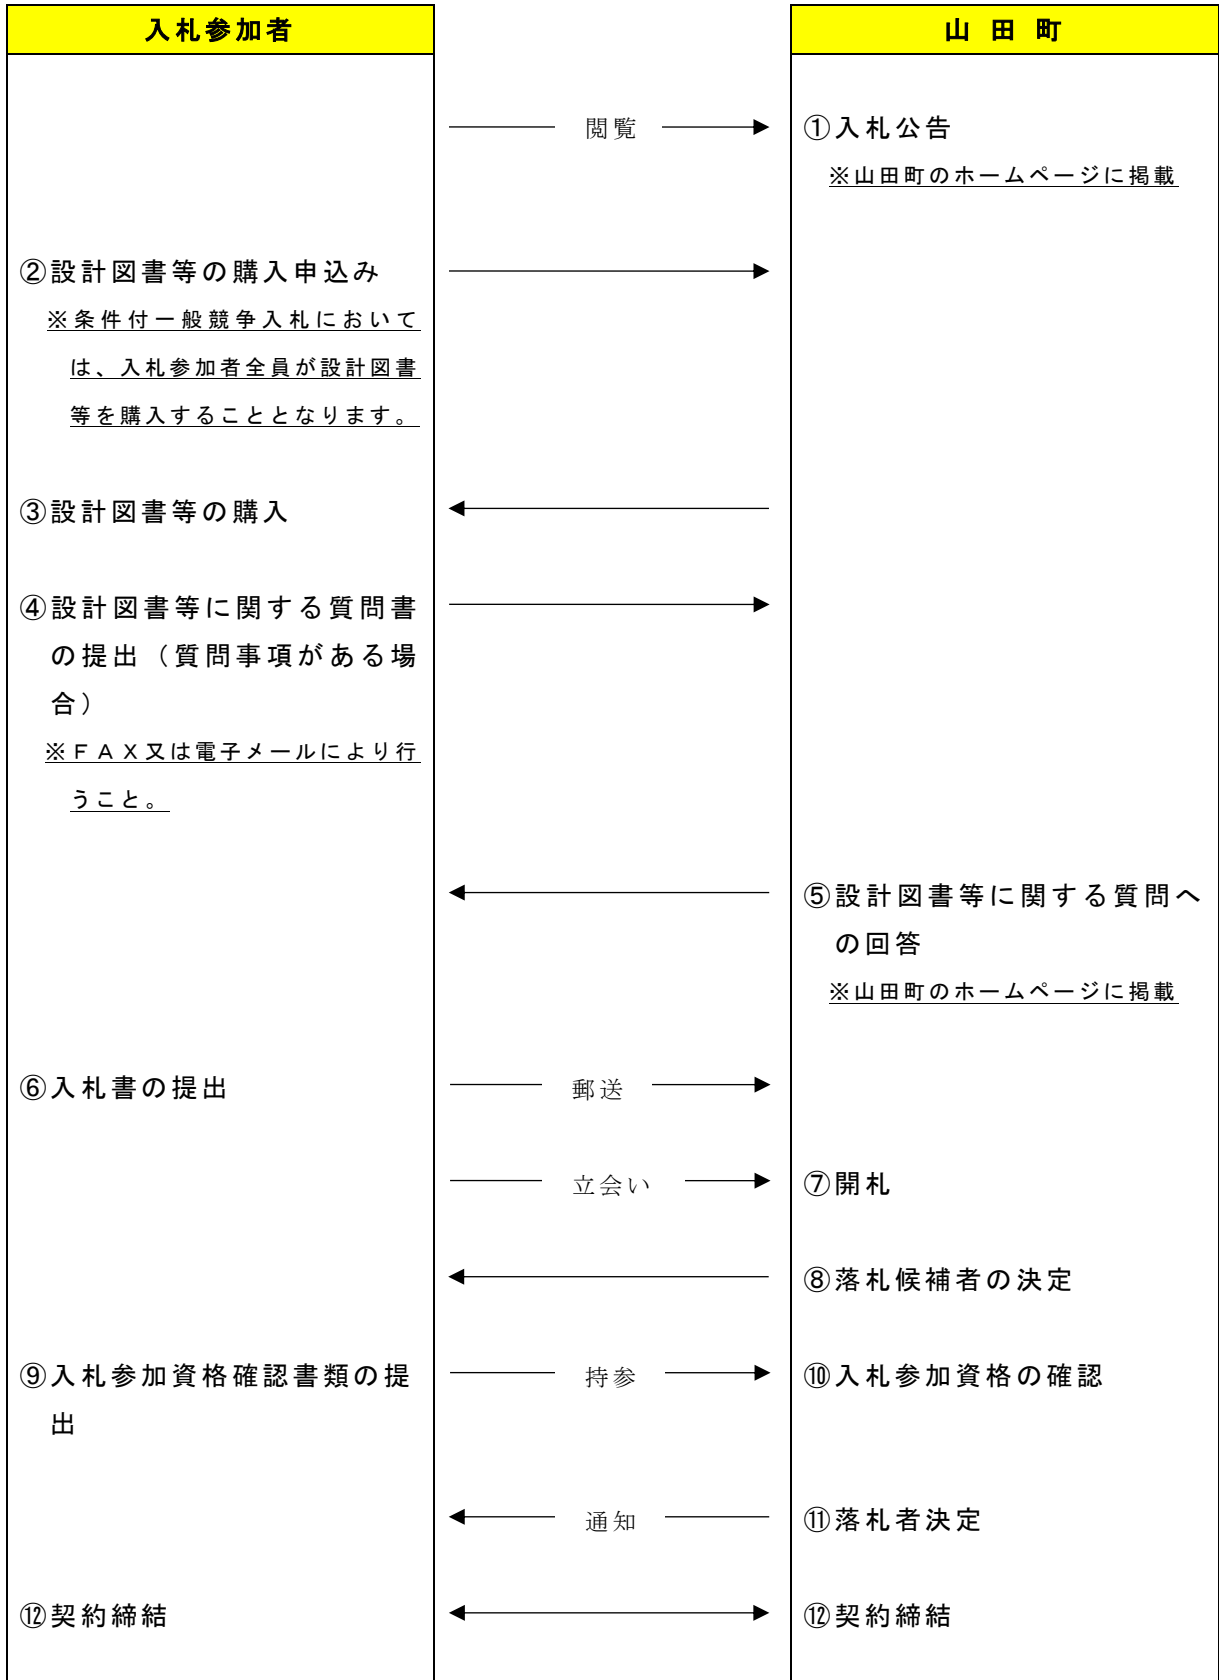 入札参加者
山田町
閲覧
①入札公告
※山田町のホームページに掲載
②設計図書等の購入申込み
※条件付一般競争入札において
は、入札参加者全員が設計図書
等を購入することとなります。
③設計図書等の購入
④設計図書等に関する質問書
の提出（質問事項がある場
合）
※ＦＡＸ又は電子メールにより行
うこと。
⑤設計図書等に関する質問へ
の回答
※山田町のホームページに掲載
⑥入札書の提出
郵送
立会い
⑦開札
⑧落札候補者の決定
⑨入札参加資格確認書類の提
出
持参
⑩入札参加資格の確認
通知
⑪落札者決定
⑫契約締結
⑫契約締結